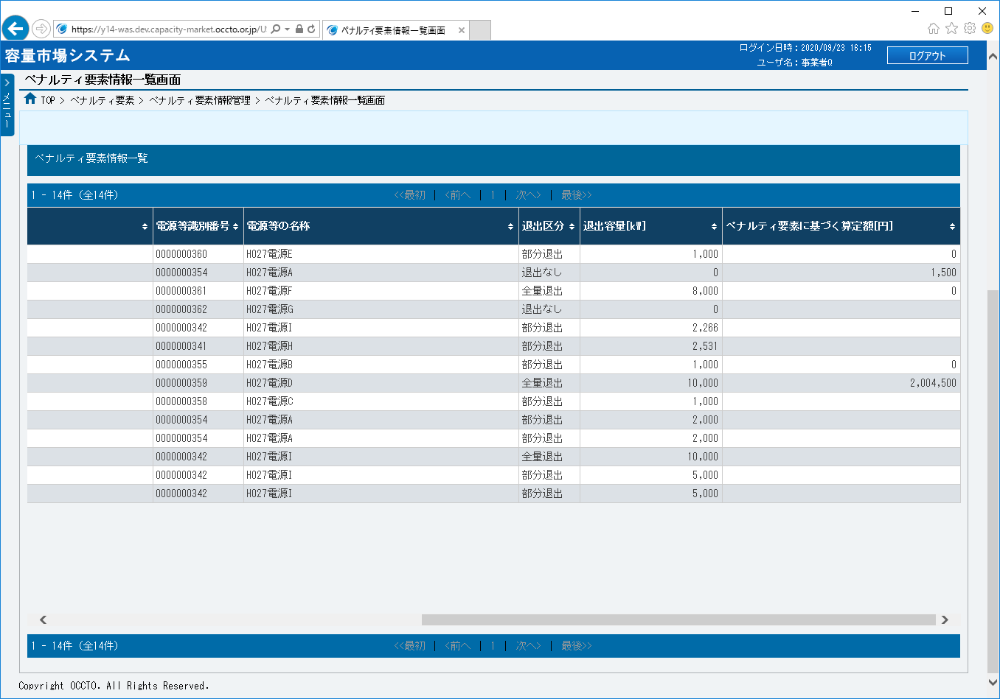 https://y14-was.dev.capacity-market.occto.or.jp/U
ペナルティ要素情報一覧画面
容量市場システム
ログイン日時：2020/09/23 16:15
ユーザ名：事業者Q
ログアウト
メニュー
ペナルティ要素情報一覧画面
TOP > ペナルティ要素 > ペナルティ要素情報管理 > ペナルティ要素情報一覧画面
ペナルティ要素情報一覧
1 - 14件（全14件） <<最初 | <前へ | 1 | 次へ> | 最後>>
電源等識別番号 電源等の名称 退出区分 退出容量[kW] ペナルティ要素に基づく算定額[円]
0000000360 H027電源E 部分退出 1,000 0
0000000354 H027電源A 退出なし 0 1,500
0000000361 H027電源F 全量退出 8,000 0
0000000362 H027電源G 退出なし 0
0000000342 H027電源I 部分退出 2,266
0000000341 H027電源H 部分退出 2,531
0000000355 H027電源B 部分退出 1,000 0
0000000359 H027電源D 全量退出 10,000 2,004,500
0000000358 H027電源C 部分退出 1,000
0000000354 H027電源A 部分退出 2,000
0000000354 H027電源A 部分退出 2,000
0000000342 H027電源I 全量退出 10,000
0000000342 H027電源I 部分退出 5,000
0000000342 H027電源I 部分退出 5,000
1 - 14件（全14件） <<最初 | <前へ | 1 | 次へ> | 最後>>
Copyright OCCTO. All Rights Reserved.